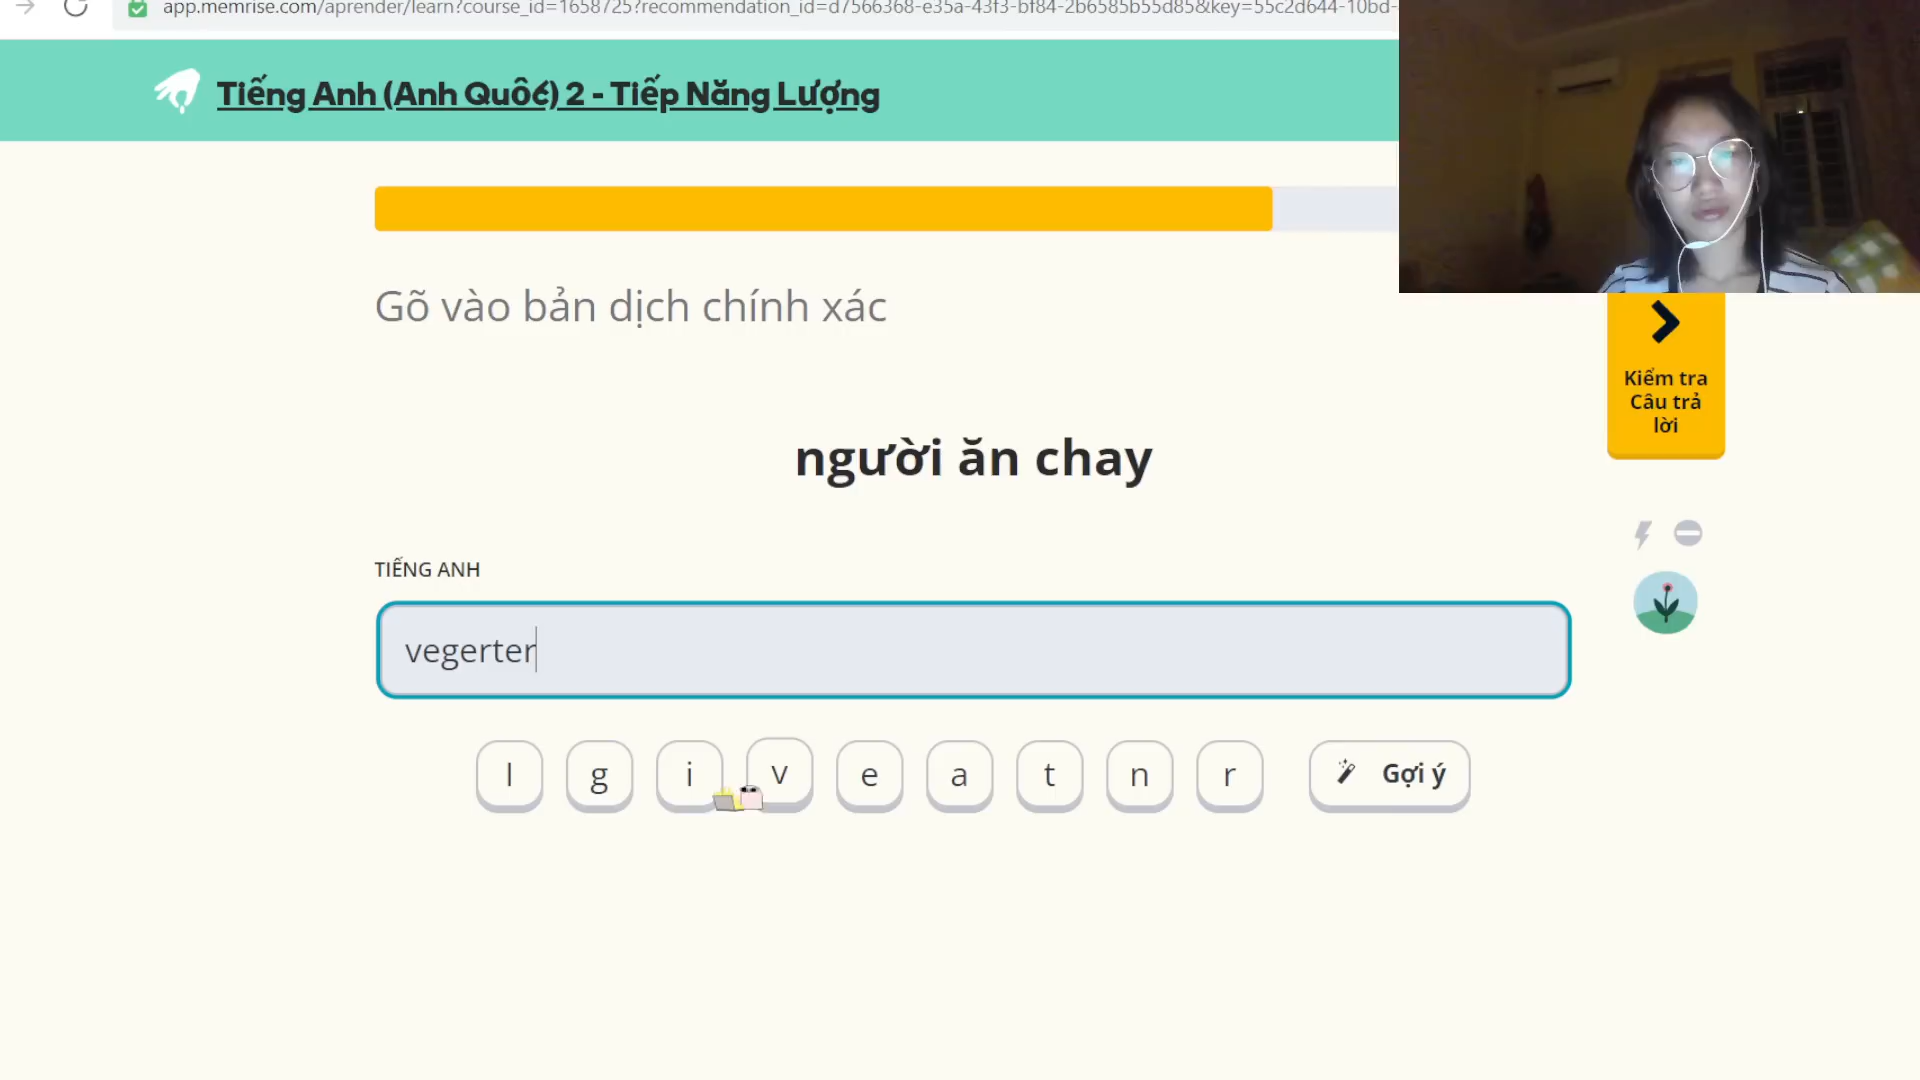 app.memrise.com/aprender/learn?course_id=1658725?recommendation_id=d7566368-e35a-43f3-bf84-2b6585b55d85&key=55c2d644-10bd-
Tiếng Anh (Anh Quốc) 2 - Tiếp Năng Lượng
Gõ vào bản dịch chính xác
Kiểm tra
Câu trả
lời
người ăn chay
TIẾNG ANH
vegerter
l g i v e a t n r Gợi ý